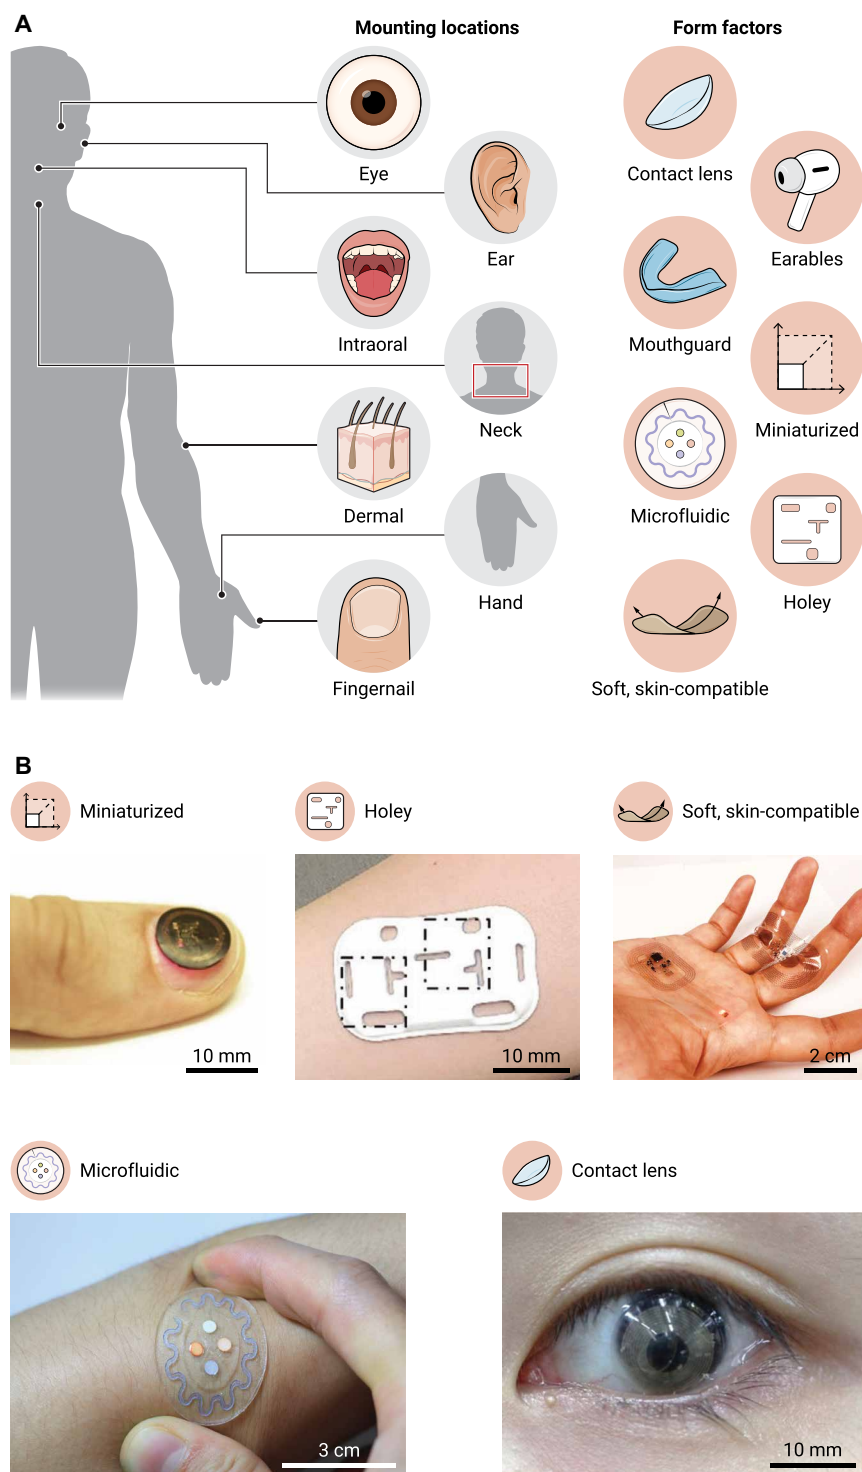 A
Mounting locations
Form factors
Eye
Contact lens
Ear
Earables
Intraoral
Mouthguard
Neck
Miniaturized
Dermal
Microfluidic
Hand
Holey
Fingernail
Soft, skin-compatible
B
Miniaturized
Holey
Soft, skin-compatible
10 mm
10 mm
2 cm
Microfluidic
Contact lens
3 cm
10 mm